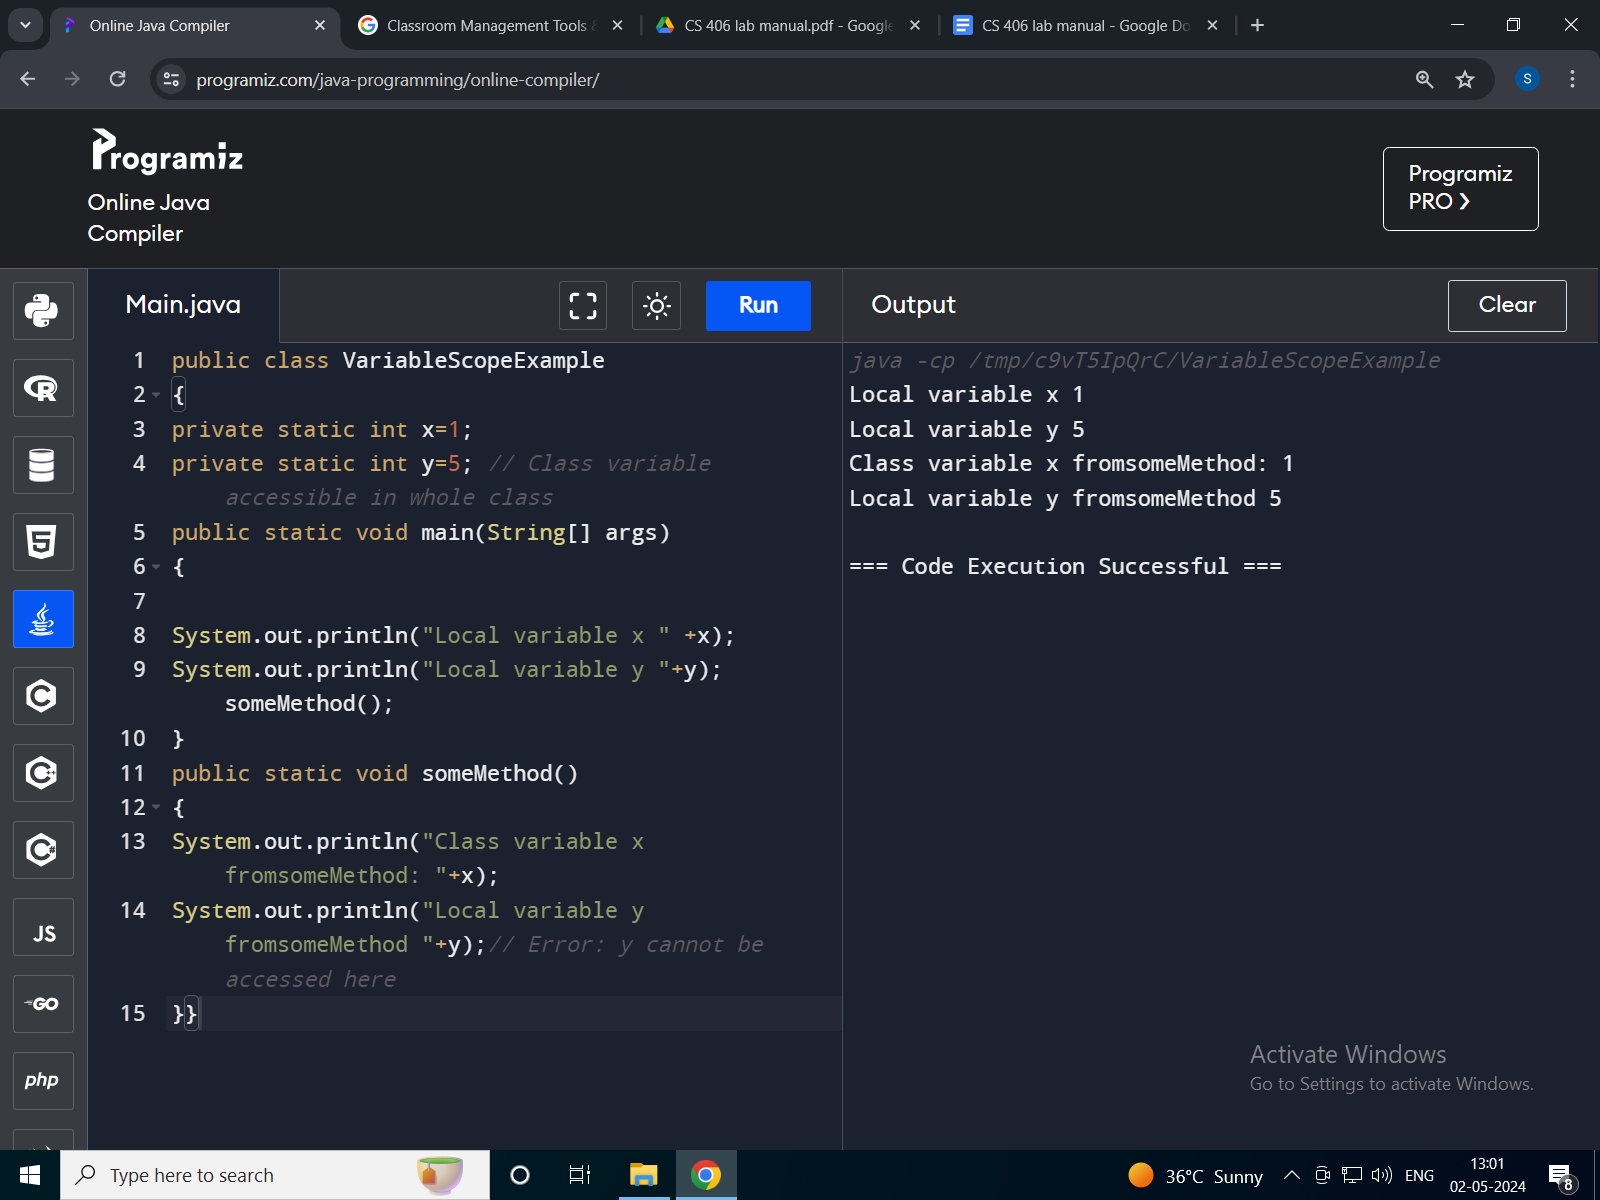 Online Java Compiler
Classroom Management Tools &
CS 406 lab manual.pdf - Google
CS 406 lab manual - Google Do
programiz.com/java-programming/online-compiler/
S
Programiz
Online Java
Compiler
Programiz
PRO ❯
Main.java
Run
Output
Clear
1 public class VariableScopeExample
2 {
3 private static int x=1;
4 private static int y=5; // Class variable
accessible in whole class
5 public static void main(String[] args)
6 {
7
8 System.out.println("Local variable x " +x);
9 System.out.println("Local variable y "+y);
someMethod();
10 }
11 public static void someMethod()
12 {
13 System.out.println("Class variable x
fromsomeMethod: "+x);
14 System.out.println("Local variable y
fromsomeMethod "+y);// Error: y cannot be
accessed here
15 }}
java -cp /tmp/c9vT5IpQrC/VariableScopeExample
Local variable x 1
Local variable y 5
Class variable x fromsomeMethod: 1
Local variable y fromsomeMethod 5
=== Code Execution Successful ===
R
5
C
C++
C#
JS
GO
php
Activate Windows
Go to Settings to activate Windows.
Type here to search
36°C Sunny
ENG
13:01
02-05-2024
8